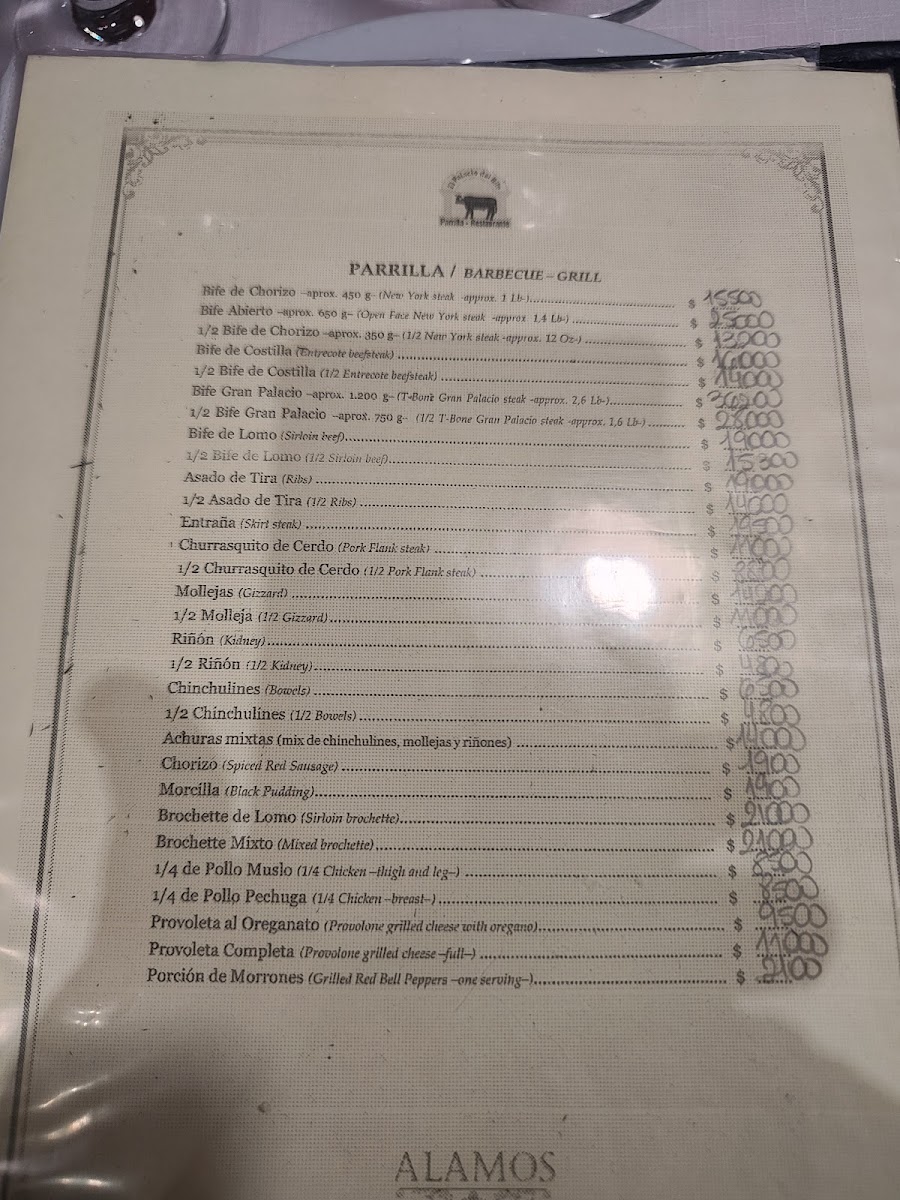 El Palacio del Bife
Parrilla - Restaurante
PARRILLA / BARBECUE – GRILL
Bife de Chorizo –aprox. 450 g– (New York steak -approx. 1 Lb-) $ 15500
Bife Abierto –aprox. 650 g– (Open Face New York steak -approx. 1,4 Lb-) $ 25000
1/2 Bife de Chorizo –aprox. 350 g– (1/2 New York steak -approx. 12 Oz-) $ 13200
Bife de Costilla (Entrecote beefsteak) $ 16000
1/2 Bife de Costilla (1/2 Entrecote beefsteak) $ 14000
Bife Gran Palacio –aprox. 1.200 g– (T-Bone Gran Palacio steak -approx. 2,6 Lb-) $
1/2 Bife Gran Palacio –aprox. 750 g– (1/2 T-Bone Gran Palacio steak -approx. 1,6 Lb-) $ 28000
Bife de Lomo (Sirloin beef) $ 19000
1/2 Bife de Lomo (1/2 Sirloin beef) $ 15300
Asado de Tira (Ribs) $ 19000
1/2 Asado de Tira (1/2 Ribs) $ 14000
Entraña (Skirt steak) $
Churrasquito de Cerdo (Pork Flank steak) $
1/2 Churrasquito de Cerdo (1/2 Pork Flank steak) $
Mollejas (Gizzard) $
1/2 Molleja (1/2 Gizzard) $ 11000
Riñón (Kidney) $ 6500
1/2 Riñón (1/2 Kidney) $ 4800
Chinchulines (Bowels) $ 6500
1/2 Chinchulines (1/2 Bowels) $ 4800
Achuras mixtas (mix de chinchulines, mollejas y riñones) $ 14000
Chorizo (Spiced Red Sausage) $ 1900
Morcilla (Black Pudding) $ 1900
Brochette de Lomo (Sirloin brochette) $ 21000
Brochette Mixto (Mixed brochette) $ 21000
1/4 de Pollo Muslo (1/4 Chicken –thigh and leg–) $ 8500
1/4 de Pollo Pechuga (1/4 Chicken –breast–) $ 8500
Provoleta al Oreganato (Provolone grilled cheese with oregano) $ 9500
Provoleta Completa (Provolone grilled cheese –full–) $ 11000
Porción de Morrones (Grilled Red Bell Peppers –one serving–) $ 2100
ALAMOS